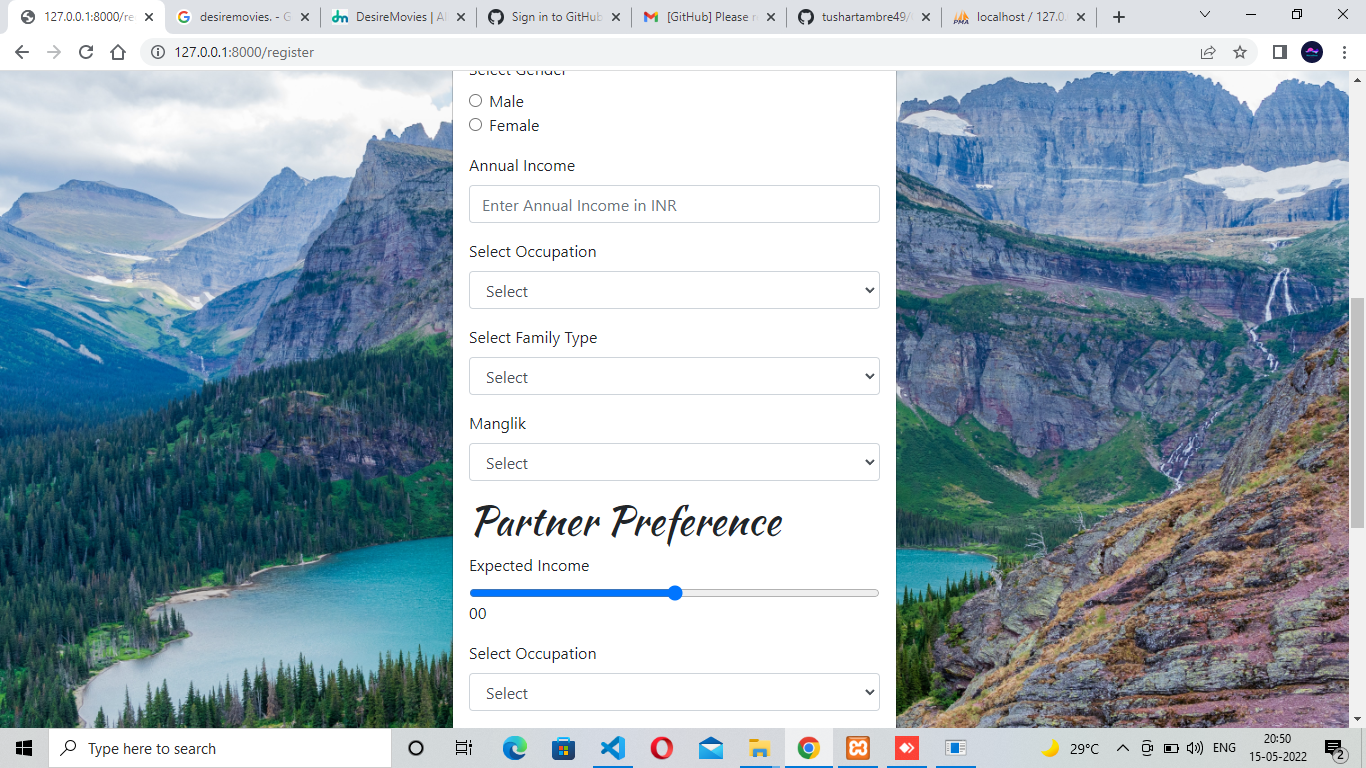 127.0.0.1:8000/re
desiremovies. - G
DesireMovies | A
Sign in to GitHub
[GitHub] Please r
tushartambre49/
localhost / 127.0.
127.0.0.1:8000/register
Select Gender
Male
Female
Annual Income
Enter Annual Income in INR
Select Occupation
Select
Select Family Type
Select
Manglik
Select
Partner Preference
Expected Income
00
Select Occupation
Select
Type here to search
29°C
ENG
20:50
15-05-2022
2